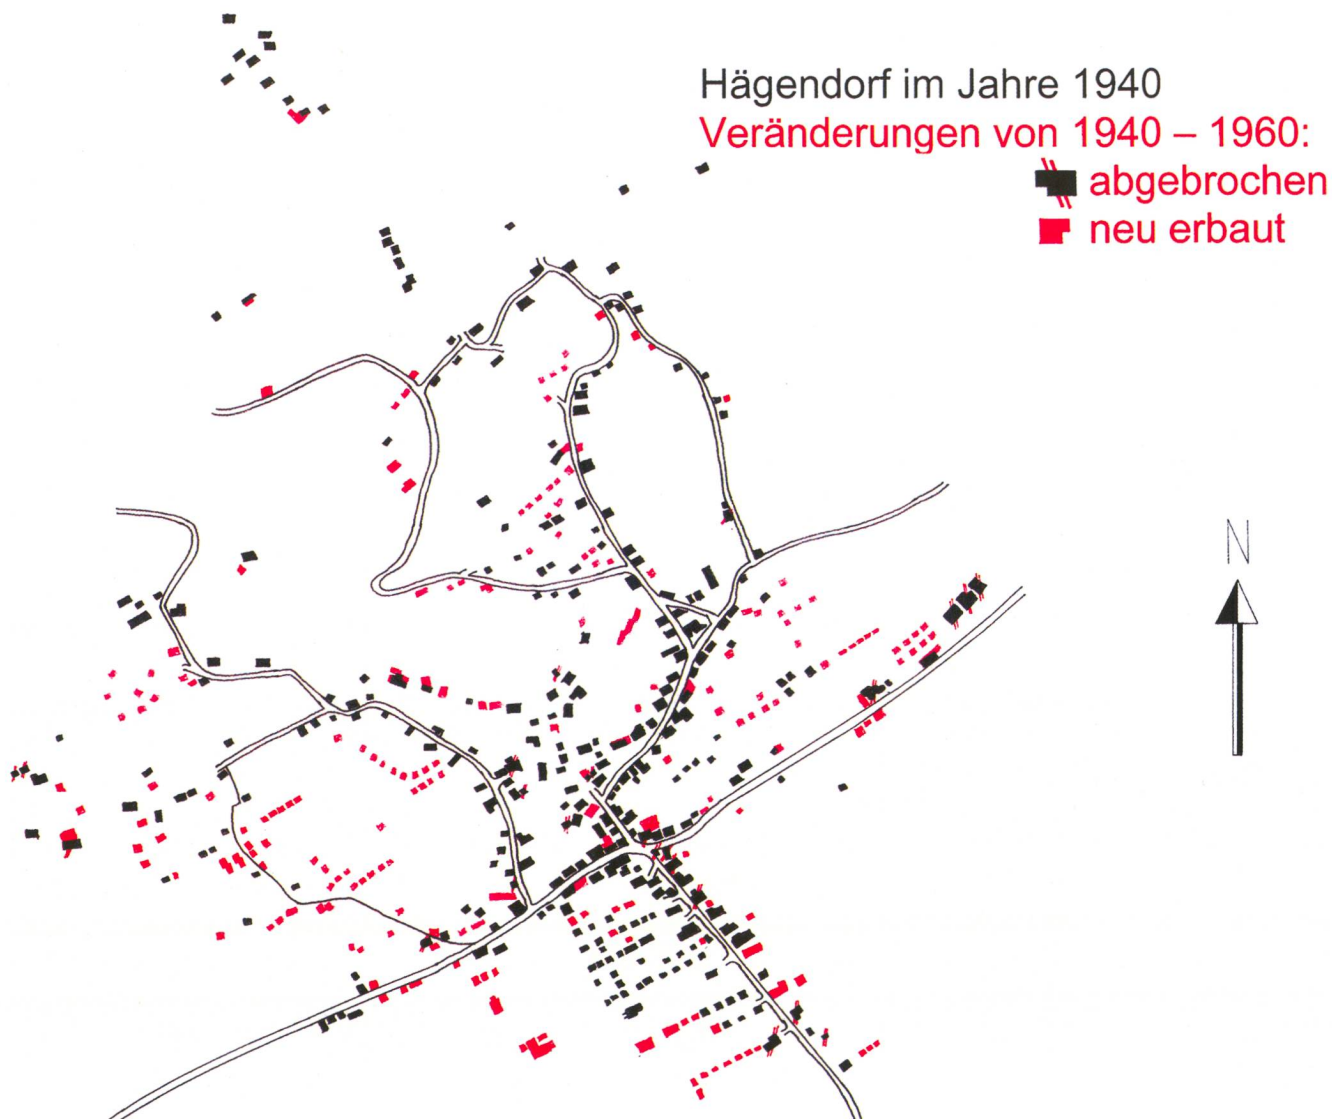 Hägendorf im Jahre 1940
Veränderungen von 1940 – 1960:
abgebrochen
neu erbaut
N